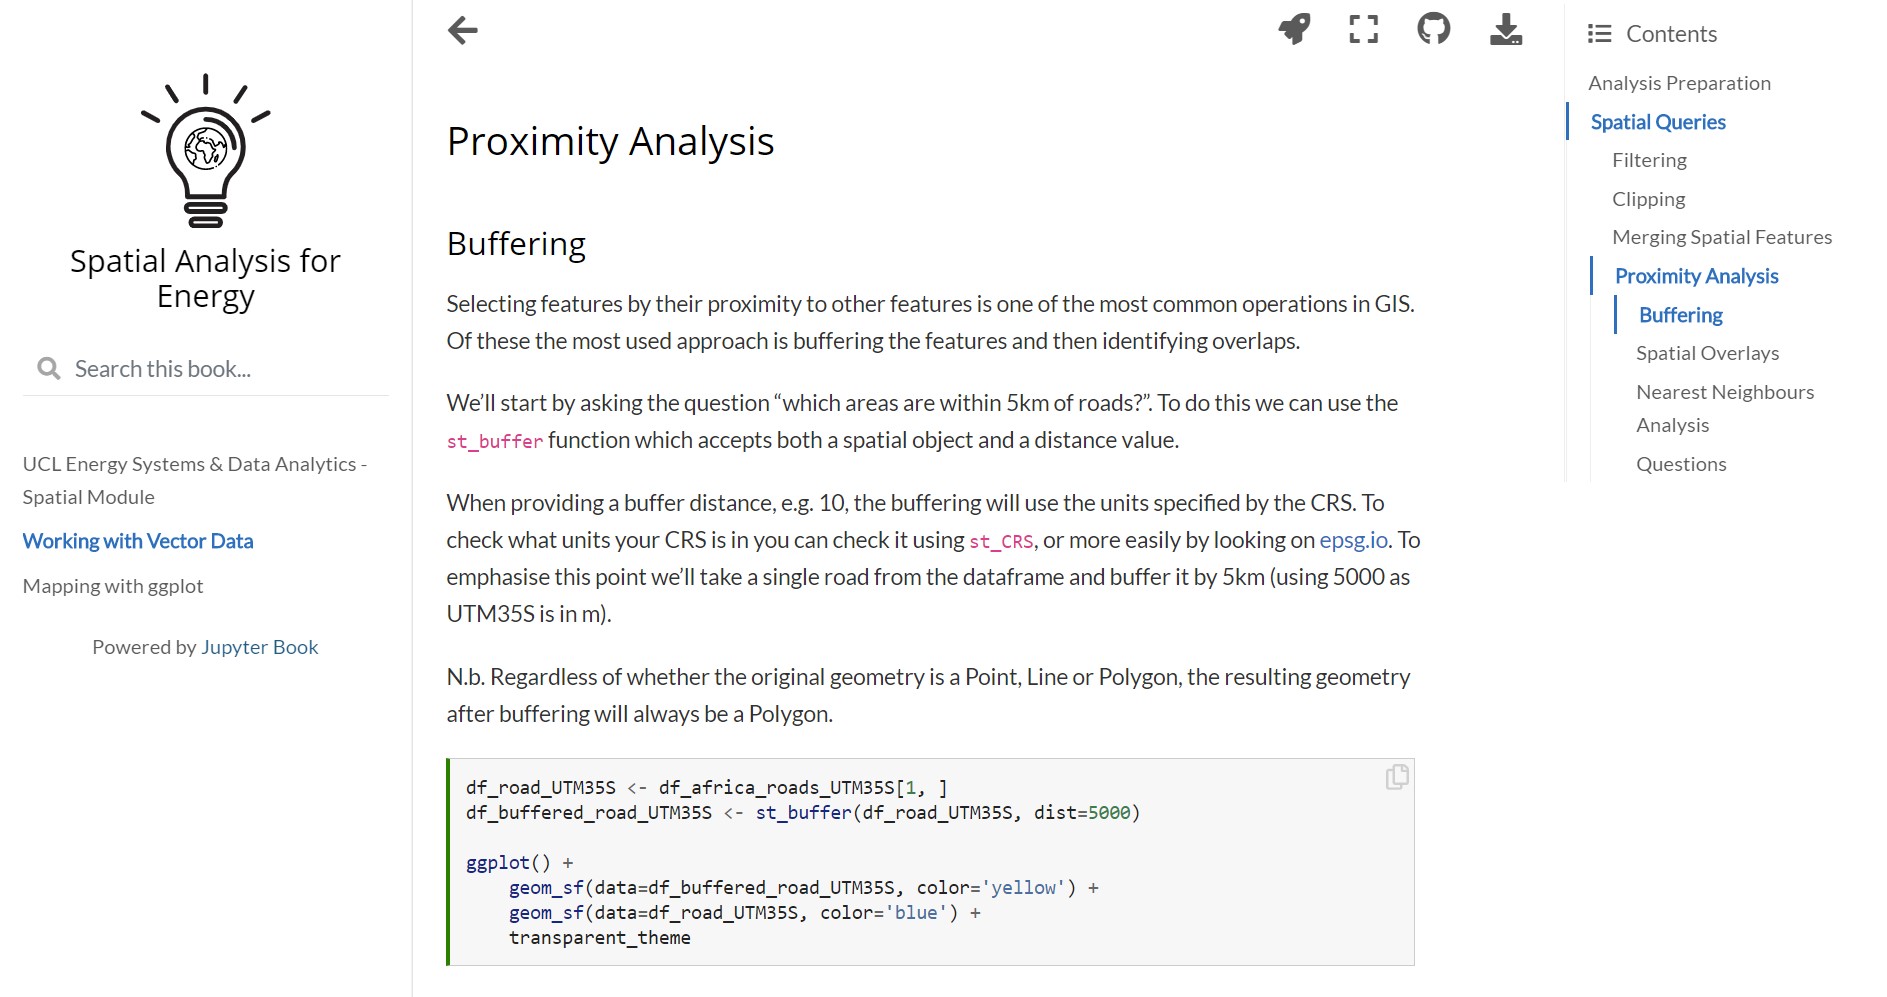 Spatial Analysis for
Energy
Search this book...
UCL Energy Systems & Data Analytics -
Spatial Module
Working with Vector Data
Mapping with ggplot
Powered by Jupyter Book
Proximity Analysis
Buffering
Selecting features by their proximity to other features is one of the most common operations in GIS.
Of these the most used approach is buffering the features and then identifying overlaps.
We’ll start by asking the question “which areas are within 5km of roads?”. To do this we can use the
st_buffer function which accepts both a spatial object and a distance value.
When providing a buffer distance, e.g. 10, the buffering will use the units specified by the CRS. To
check what units your CRS is in you can check it using st_CRS, or more easily by looking on epsg.io. To
emphasise this point we’ll take a single road from the dataframe and buffer it by 5km (using 5000 as
UTM35S is in m).
N.b. Regardless of whether the original geometry is a Point, Line or Polygon, the resulting geometry
after buffering will always be a Polygon.
df_road_UTM35S <- df_africa_roads_UTM35S[1, ]
df_buffered_road_UTM35S <- st_buffer(df_road_UTM35S, dist=5000)
ggplot() +
    geom_sf(data=df_buffered_road_UTM35S, color='yellow') +
    geom_sf(data=df_road_UTM35S, color='blue') +
    transparent_theme
Contents
Analysis Preparation
Spatial Queries
Filtering
Clipping
Merging Spatial Features
Proximity Analysis
Buffering
Spatial Overlays
Nearest Neighbours
Analysis
Questions